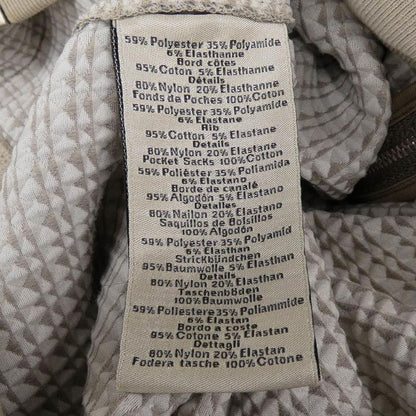 59% Polyester 35% Polyamide
6% Elasthanne
Bord côtes
95% Coton 5% Elasthanne
Détails
80% Nylon 20% Elasthanne
Fonds de Poches 100% Coton
59% Polyester 35% Polyamide
6% Elastane
Rib
95% Cotton 5% Elastane
Details
80% Nylon 20% Elastane
Pocket Sacks 100% Cotton
59% Poliéster 35% Poliamida
6% Elastano
Borde de canalé
95% Algodón 5% Elastano
Detalles
80% Nailon 20% Elastano
Saquillos de Bolsillos
100% Algodón
59% Polyester 35% Polyamid
6% Elasthan
Strickbündchen
95% Baumwolle 5% Elasthan
Details
80% Nylon 20% Elasthan
Taschenböden
100% Baumwolle
59% Poliestere 35% Poliammide
6% Elastan
Bordo a coste
95% Cotone 5% Elastan
Dettagli
80% Nylon 20% Elastan
Fodera tasche 100% Cotone